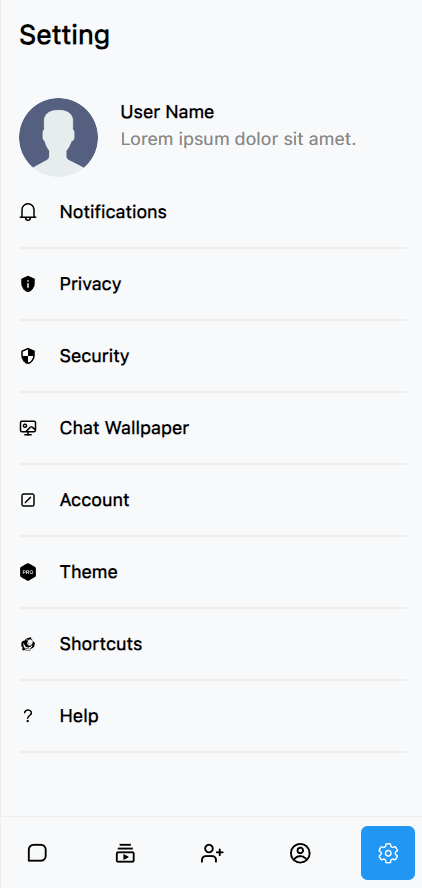 Setting
User Name
Lorem ipsum dolor sit amet.
Notifications
Privacy
Security
Chat Wallpaper
Account
PRO Theme
Shortcuts
? Help